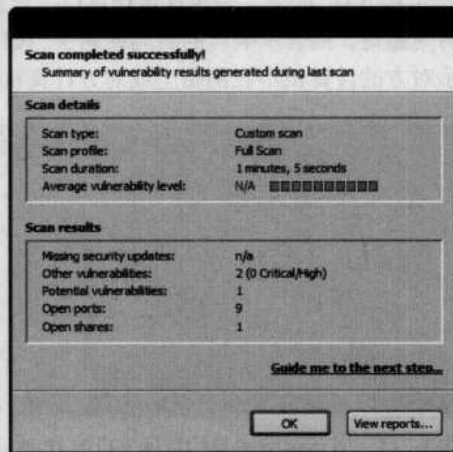 Scan completed successfully!
Summary of vulnerability results generated during last scan
Scan details
Scan type: Custom scan
Scan profile: Full Scan
Scan duration: 1 minutes, 5 seconds
Average vulnerability level: N/A
Scan results
Missing security updates: n/a
Other vulnerabilities: 2 (0 Critical/High)
Potential vulnerabilities: 1
Open ports: 9
Open shares: 1
Guide me to the next step...
OK View reports...